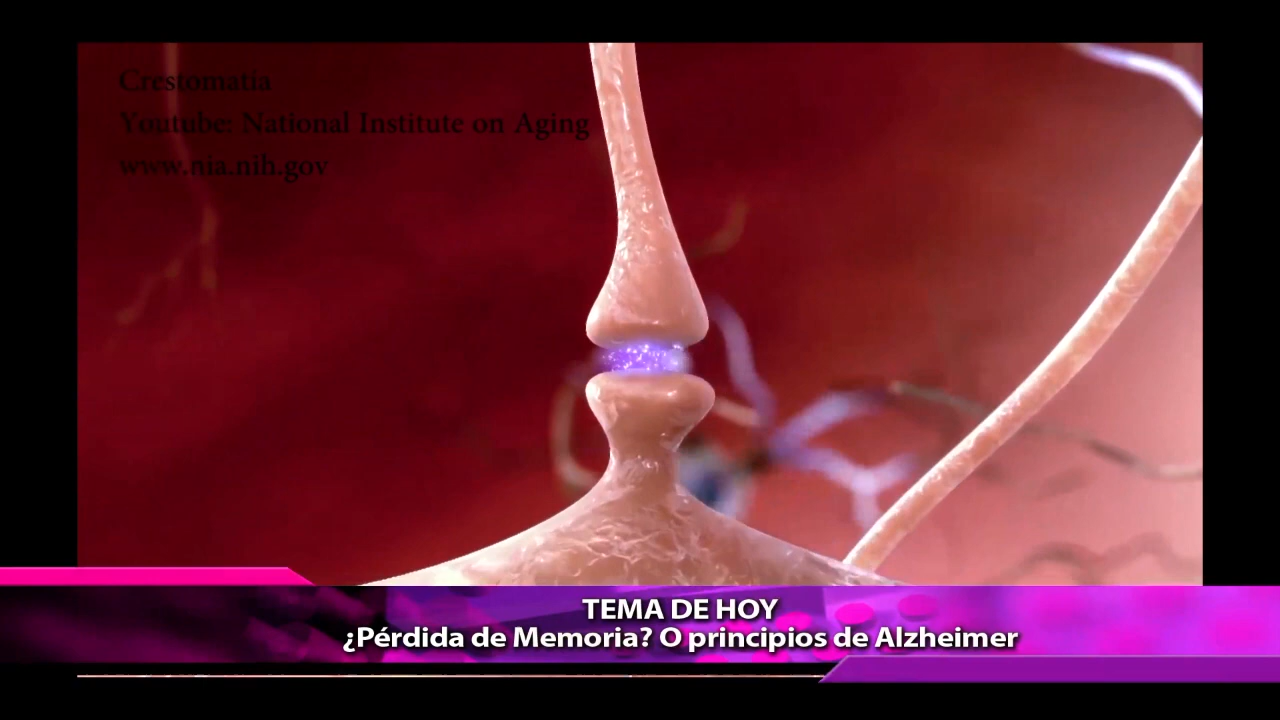 Crestomatia
Youtube: National Institute on Aging
www.nia.nih.gov
TEMA DE HOY
¿Pérdida de Memoria? O principios de Alzheimer